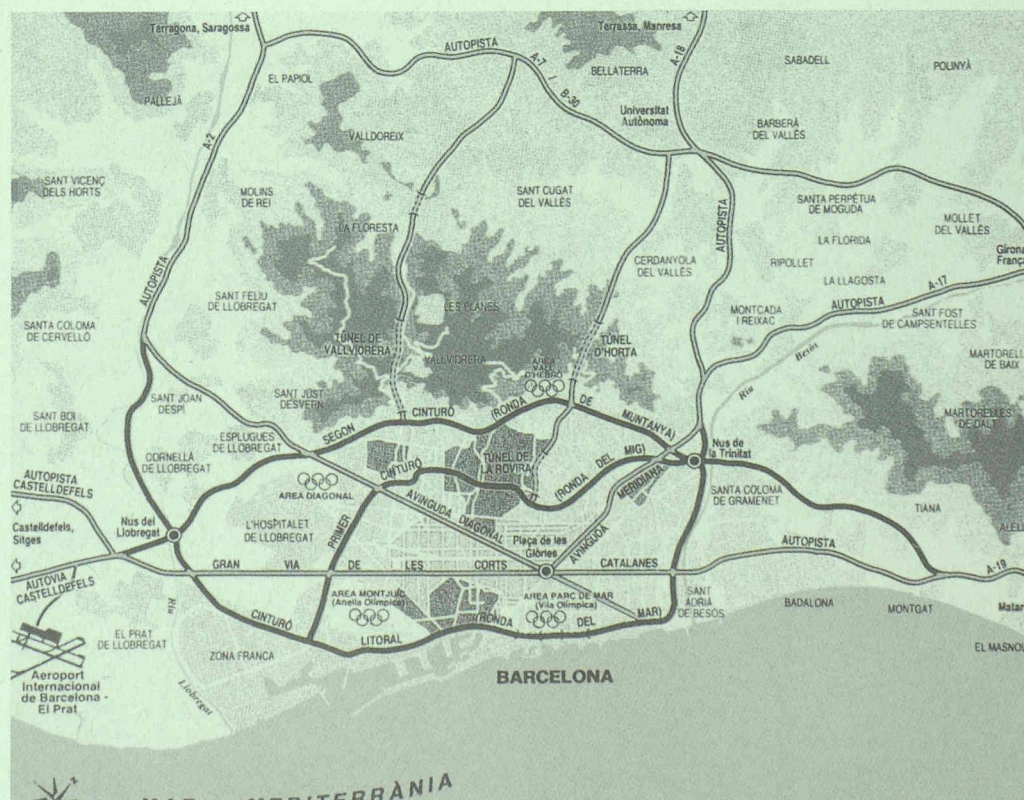 Tarragona, Saragossa
Terrassa, Manresa
AUTOPISTA
A-7 / B-30
A-18
SABADELL
POLINYÀ
BELLATERRA
EL PAPIOL
PALLEJÀ
Universitat
Autònoma
BARBERÀ
DEL VALLÈS
VALLDOREIX
A-2
SANT VICENÇ
DELS HORTS
MOLINS
DE REI
SANT CUGAT
DEL VALLÈS
SANTA PERPÈTUA
DE MOGUDA
MOLLET
DEL VALLÈS
LA FLORESTA
LA FLORIDA
AUTOPISTA
CERDANYOLA
DEL VALLÈS
RIPOLLET
Girona
França
AUTOPISTA
LA LLAGOSTA
A-17
SANT FELIU
DE LLOBREGAT
LES PLANES
AUTOPISTA
MONTCADA
I REIXAC
SANT FOST
DE CAMPSENTELLES
SANTA COLOMA
DE CERVELLÓ
TÚNEL DE
VALLVIDRERA
VALLVIDRERA
TÚNEL
D'HORTA
Besòs
Riu
MARTORELL
DE BAIX
AREA
VALL
D'HEBRÓ
SANT JOAN
DESPÍ
SANT JUST
DESVERN
MARTORELLES
DE DALT
SANT BOI
DE LLOBREGAT
SEGON
CINTURÓ
(RONDA
DE
MUNTANYA)
ESPLUGUES
DE LLOBREGAT
CORNELLÀ
DE LLOBREGAT
TÚNEL DE
LA ROVIRA
Nus de
la Trinitat
AUTOPISTA
CASTELLDEFELS
AREA DIAGONAL
CINTURÓ
(RONDA
DEL
MIG)
MERIDIANA
SANTA COLOMA
DE GRAMENET
TIANA
AVINGUDA
DIAGONAL
Castelldefels,
Sitges
Nus del
Llobregat
L'HOSPITALET
DE LLOBREGAT
PRIMER
Plaça de les
Glòries
AVINGUDA
AUTOPISTA
GRAN
VIA
DE
LES
CORTS
CATALANES
A-19
AUTOVIA
CASTELLDEFELS
AREA MONTJUÏC
(Anella Olímpica)
AREA PARC DE MAR
(Vila Olímpica)
SANT
ADRIÀ
DE BESÒS
BADALONA
MONTGAT
Matar
Riu
CINTURÓ
LITORAL
(RONDA
DEL
MAR)
EL PRAT
DE LLOBREGAT
ZONA FRANCA
EL MASNOU
BARCELONA
Aeroport
Internacional
de Barcelona -
El Prat
Llobregat
MEDITERRÀNIA